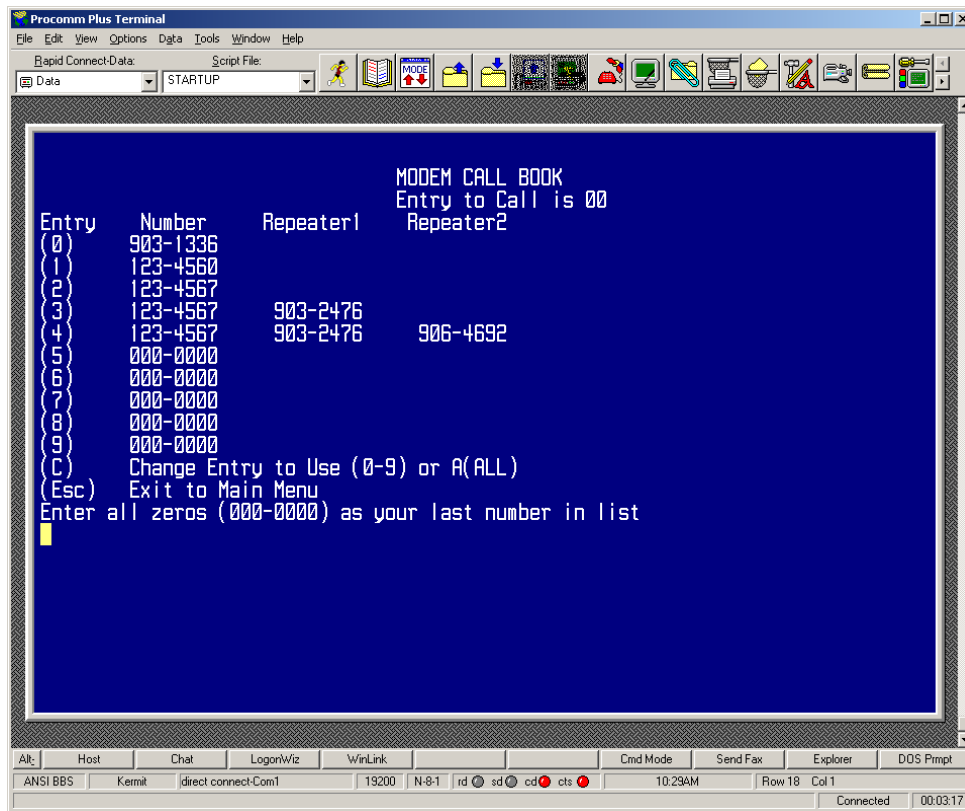 Procomm Plus Terminal
File Edit View Options Data Tools Window Help
Rapid Connect-Data: Script File:
Data STARTUP
MODE
MODEM CALL BOOK
Entry to Call is 00
Entry Number Repeater1 Repeater2
(0) 903-1336
(1) 123-4560
(2) 123-4567
(3) 123-4567 903-2476
(4) 123-4567 903-2476 906-4692
(5) 000-0000
(6) 000-0000
(7) 000-0000
(8) 000-0000
(9) 000-0000
(C) Change Entry to Use (0-9) or A(ALL)
(Esc) Exit to Main Menu
Enter all zeros (000-0000) as your last number in list
Alt: Host Chat LogonWiz WinLink Cmd Mode Send Fax Explorer DOS Prmpt
ANSI BBS Kermit direct connect-Com1 19200 N-8-1 rd sd cd cts 10:29AM Row 18 Col 1
Connected 00:03:17